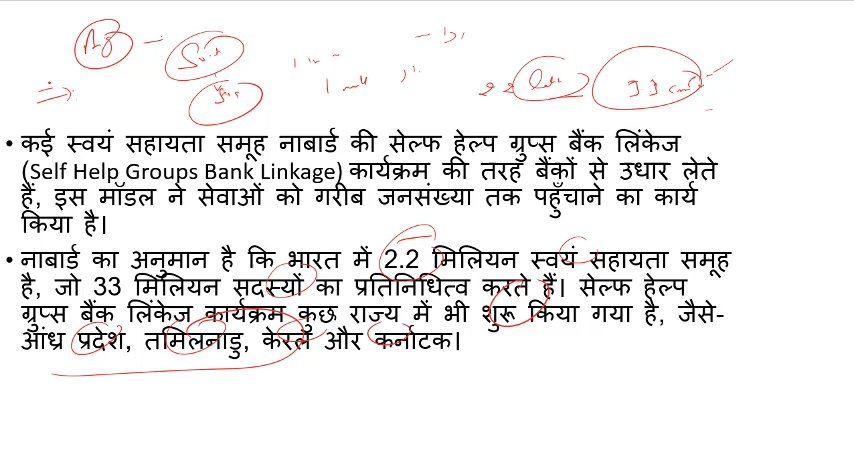 • कई स्वयं सहायता समूह नाबार्ड की सेल्फ हेल्प ग्रुप्स बैंक लिंकेज
(Self Help Groups Bank Linkage) कार्यक्रम की तरह बैंकों से उधार लेते
हैं, इस मॉडल ने सेवाओं को गरीब जनसंख्या तक पहुँचाने का कार्य
किया है।
• नाबार्ड का अनुमान है कि भारत में 2.2 मिलियन स्वयं सहायता समूह
है, जो 33 मिलियन सदस्यों का प्रतिनिधित्व करते हैं। सेल्फ हेल्प
ग्रुप्स बैंक लिंकेज कार्यक्रम कुछ राज्य में भी शुरू किया गया है, जैसे-
आंध्र प्रदेश, तमिलनाडु, केरल और कर्नाटक।